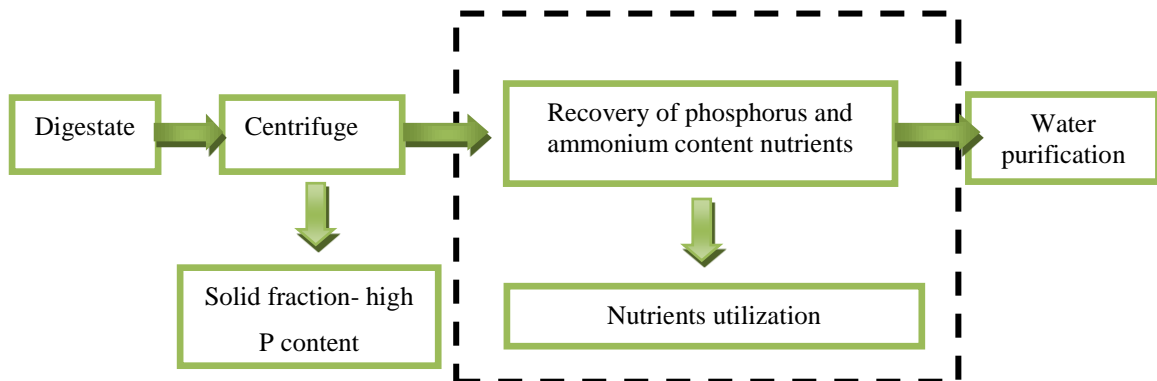 Digestate
Centrifuge
Recovery of phosphorus and
ammonium content nutrients
Water
purification
Solid fraction- high
P content
Nutrients utilization